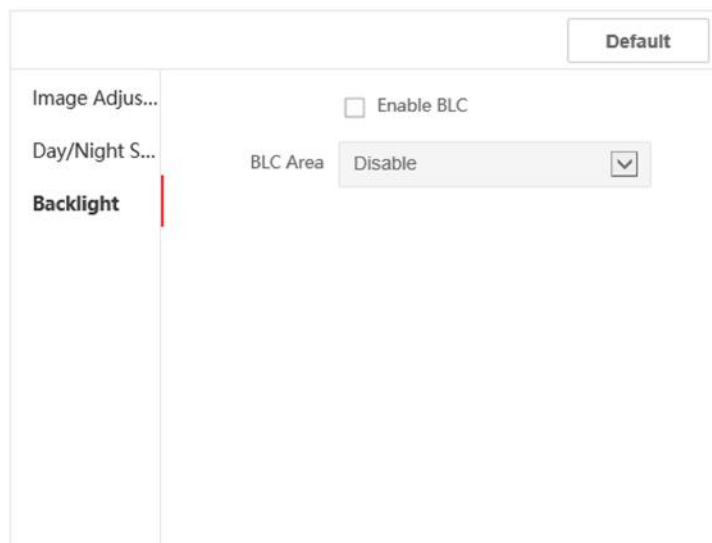 Default
Image Adjus...
Day/Night S...
Backlight
Enable BLC
BLC Area Disable